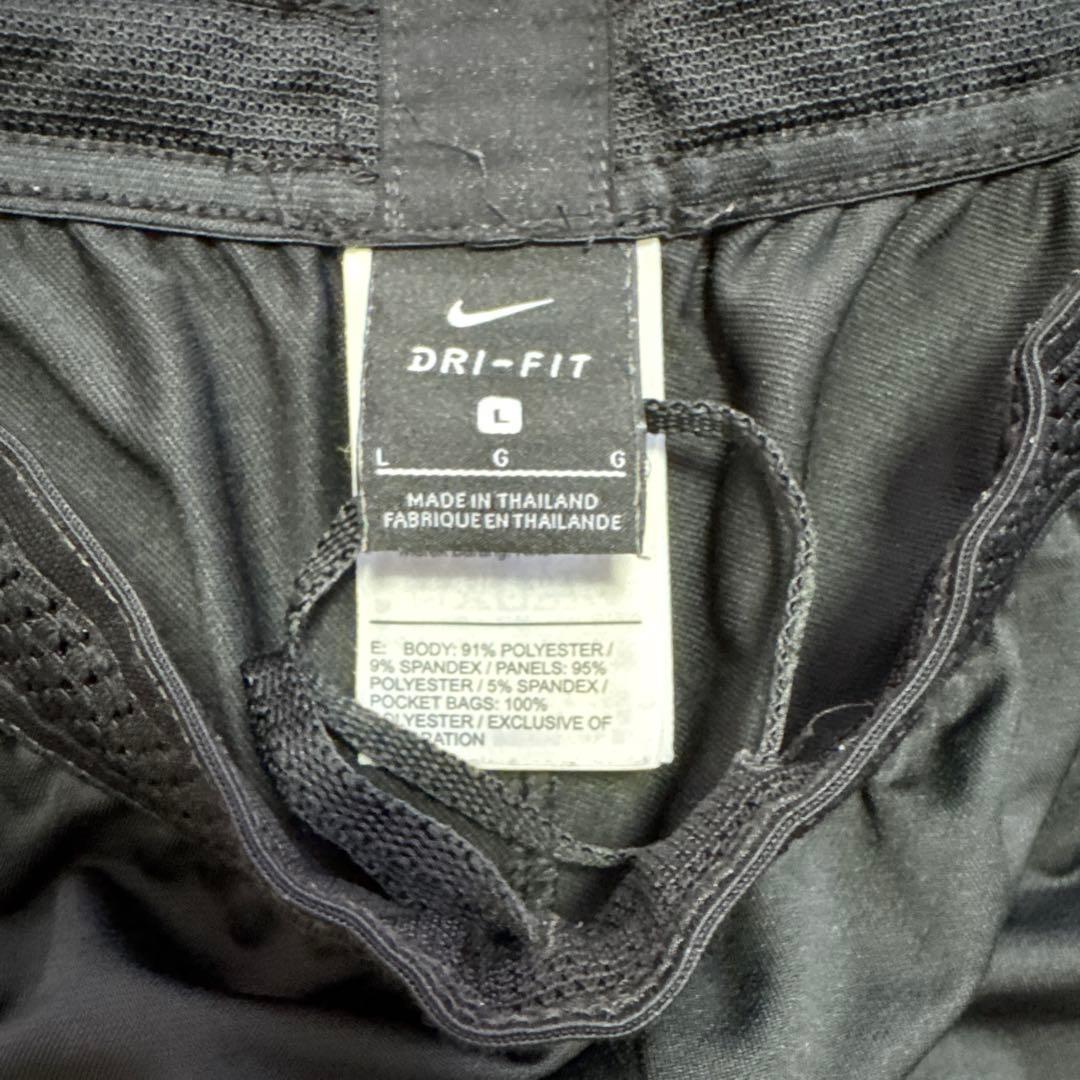 DRI-FIT
L
L G G
MADE IN THAILAND
FABRIQUE EN THAILANDE
E: BODY: 91% POLYESTER /
9% SPANDEX / PANELS: 95%
POLYESTER / 5% SPANDEX /
POCKET BAGS: 100%
POLYESTER / EXCLUSIVE OF